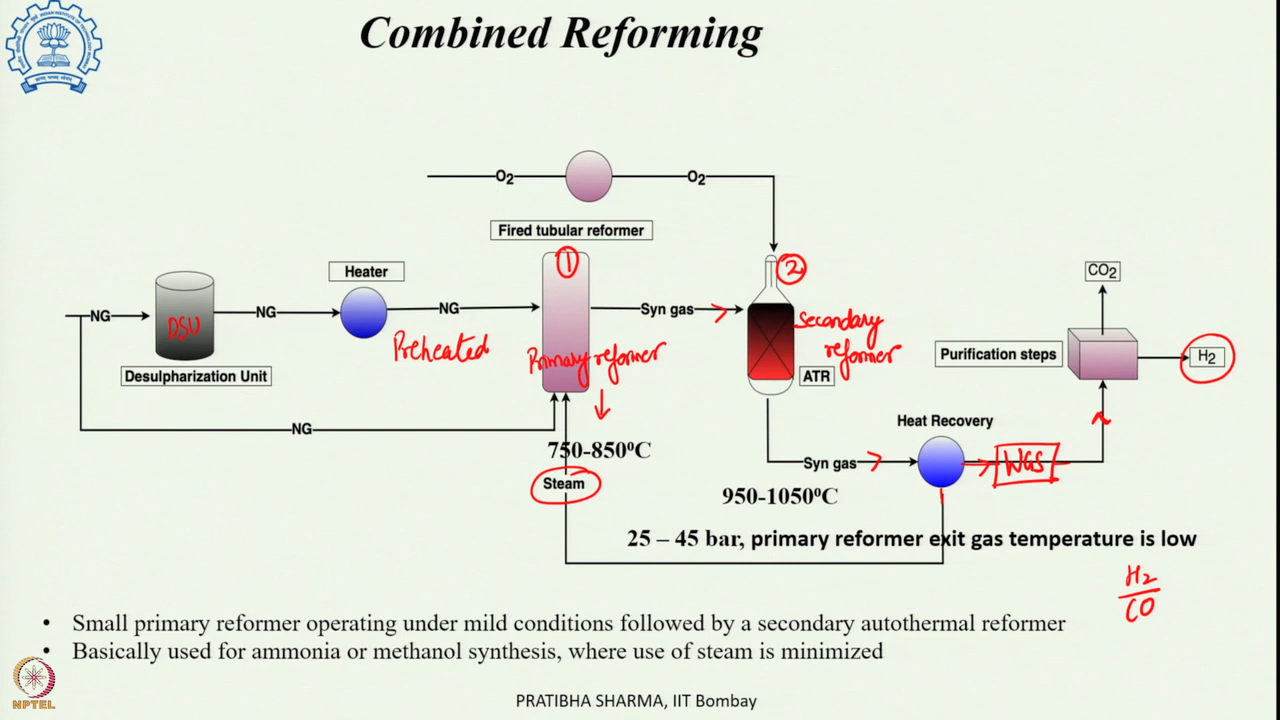 Combined Reforming
O2
O2
Fired tubular reformer
1
2
Heater
CO2
NG
NG
NG
Syn gas
DSU
secondary
reformer
Preheated
Primary reformer
Purification steps
H2
Desulpharization Unit
ATR
NG
Heat Recovery
750-850⁰C
Syn gas
WGS
Steam
950-1050⁰C
25 – 45 bar, primary reformer exit gas temperature is low
H2
CO
• Small primary reformer operating under mild conditions followed by a secondary autothermal reformer
• Basically used for ammonia or methanol synthesis, where use of steam is minimized
NPTEL
PRATIBHA SHARMA, IIT Bombay